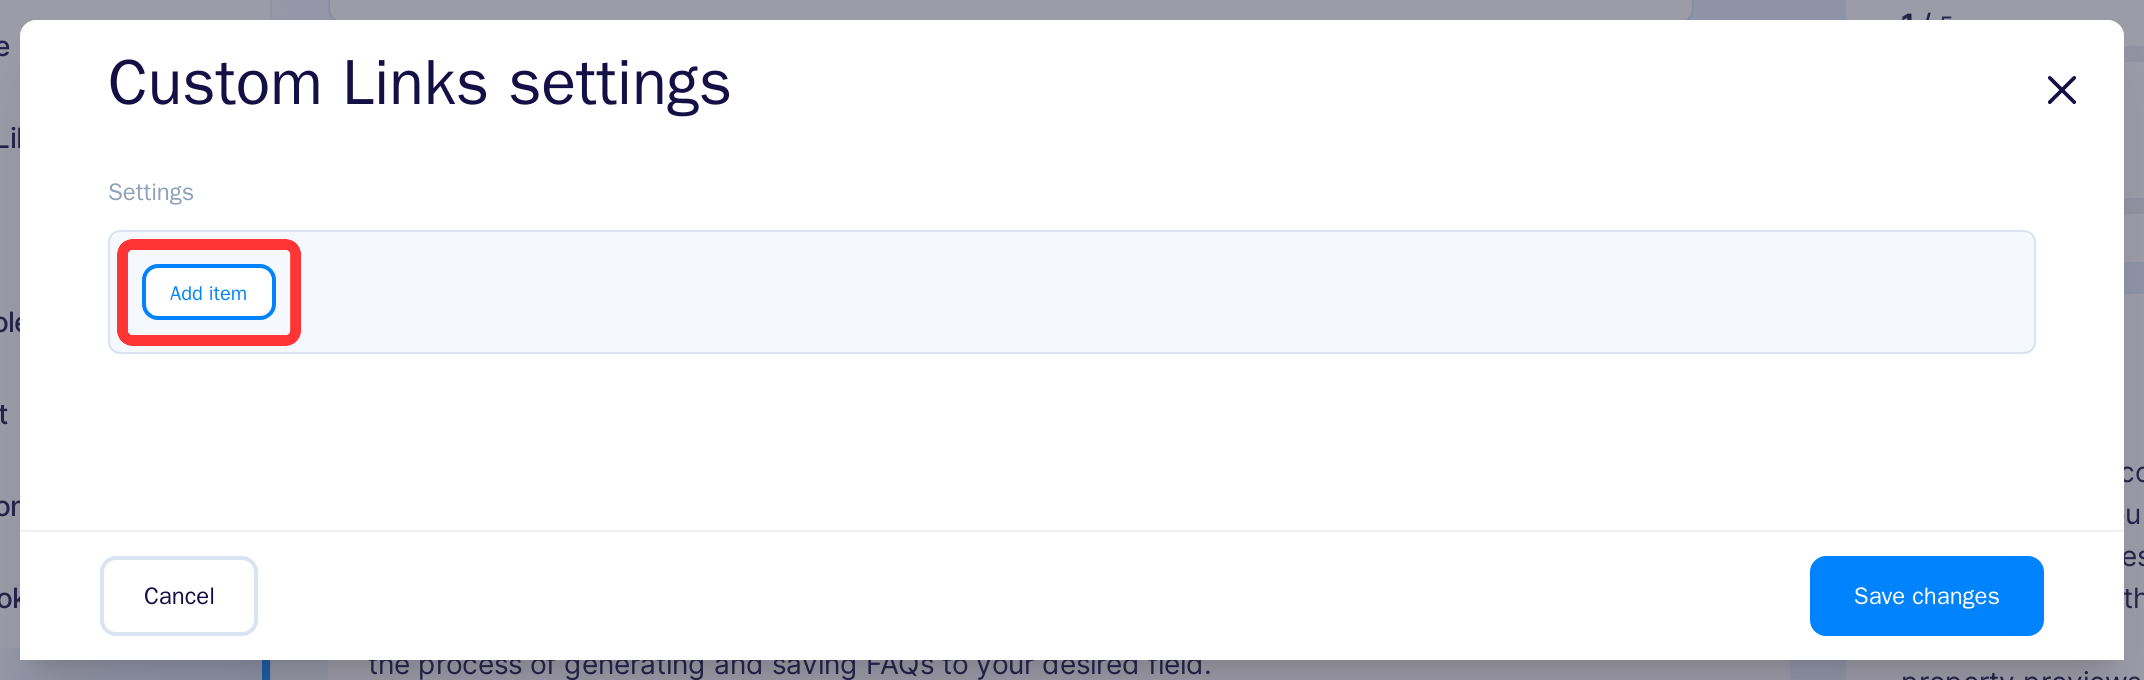 Custom Links settings
Settings
Add item
Cancel
Save changes
the process of generating and saving FAQs to your desired field.